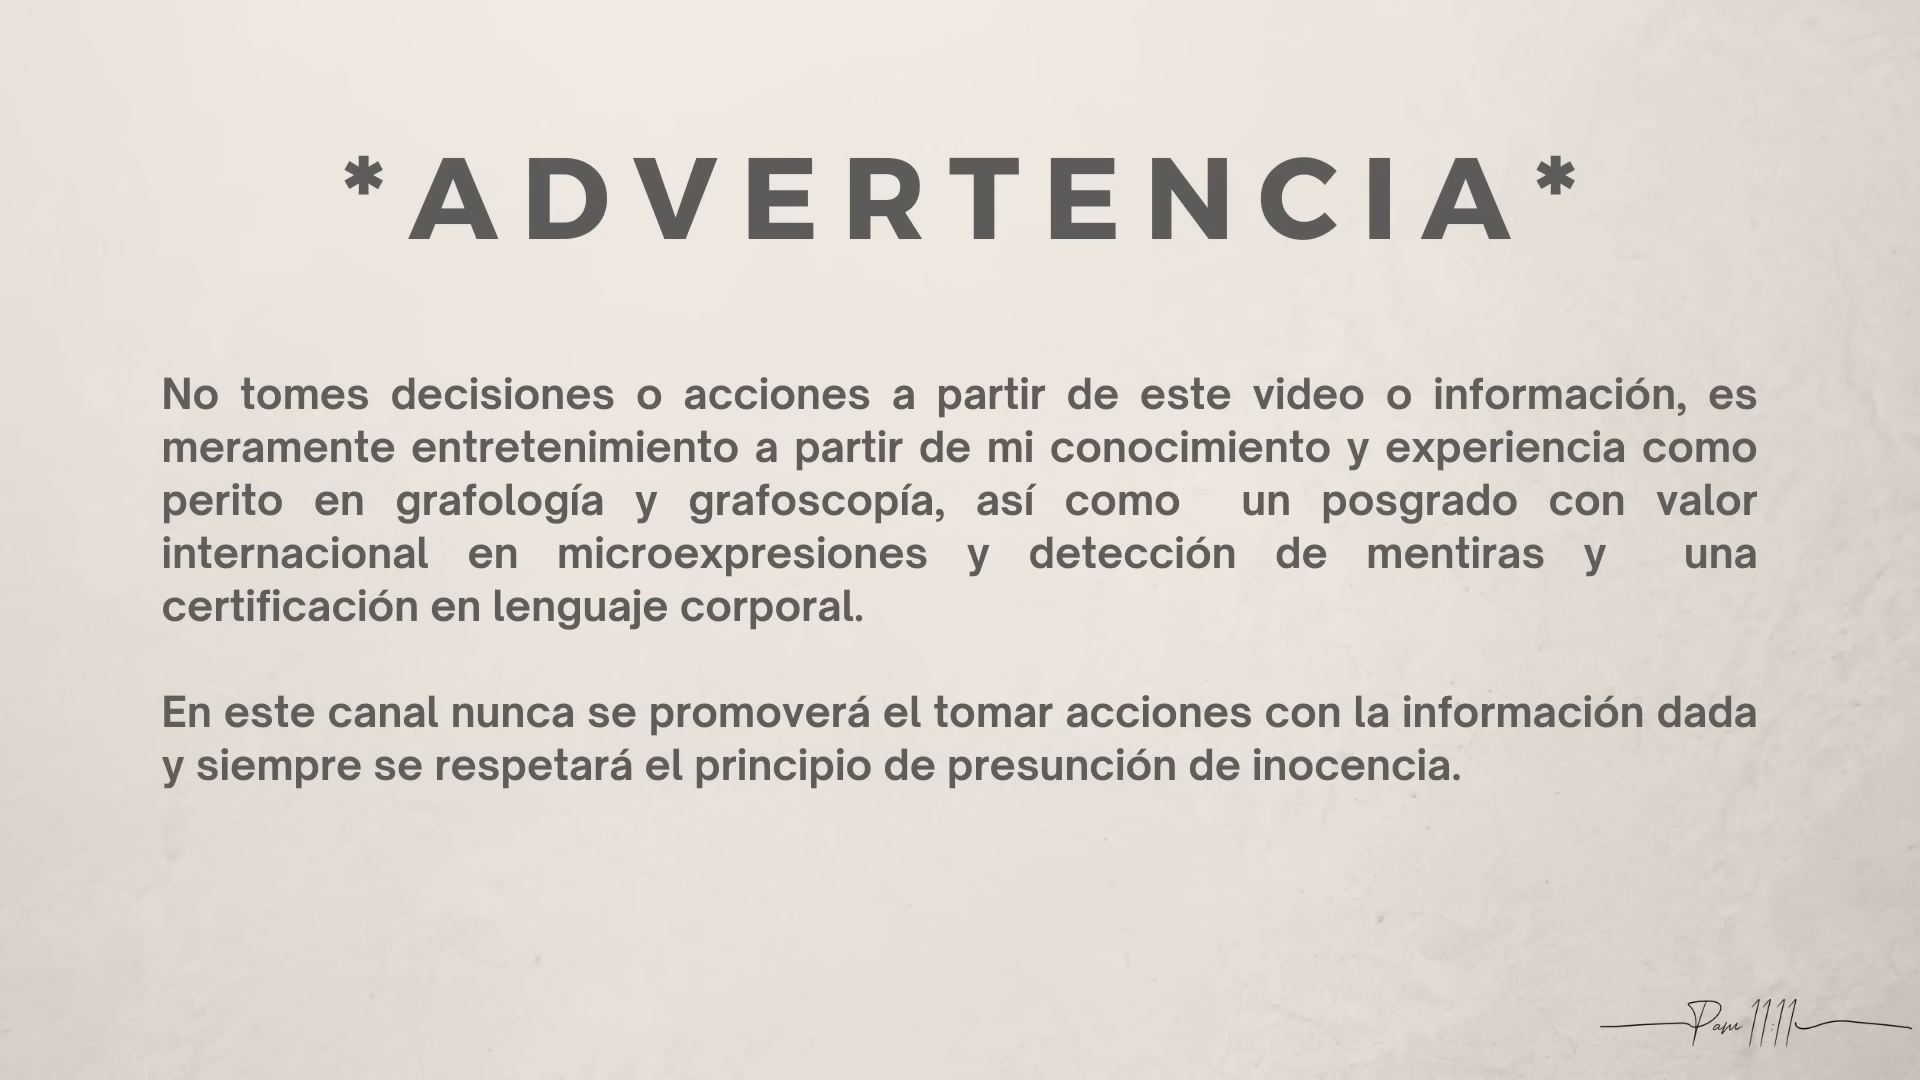 *ADVERTENCIA*
No tomes decisiones o acciones a partir de este video o información, es
meramente entretenimiento a partir de mi conocimiento y experiencia como
perito en grafología y grafoscopía, así como un posgrado con valor
internacional en microexpresiones y detección de mentiras y una
certificación en lenguaje corporal.
En este canal nunca se promoverá el tomar acciones con la información dada
y siempre se respetará el principio de presunción de inocencia.
Pam 11:11